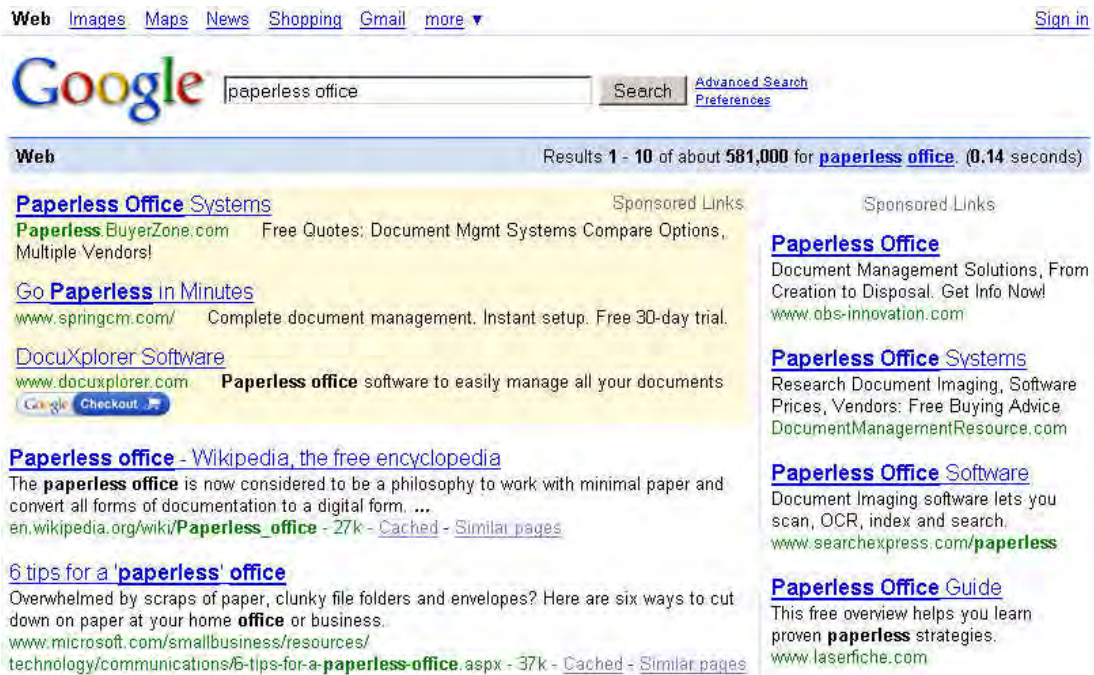 Web Images Maps News Shopping Gmail more ▼ Sign in
Google paperless office Search Advanced Search
Preferences
Web Results 1 - 10 of about 581,000 for paperless office. (0.14 seconds)
Paperless Office Systems Sponsored Links
Paperless.BuyerZone.com Free Quotes: Document Mgmt Systems Compare Options,
Multiple Vendors!
Go Paperless in Minutes
www.springcm.com/ Complete document management. Instant setup. Free 30-day trial.
DocuXplorer Software
www.docuxplorer.com Paperless office software to easily manage all your documents
Google Checkout
Paperless office - Wikipedia, the free encyclopedia
The paperless office is now considered to be a philosophy to work with minimal paper and
convert all forms of documentation to a digital form. ...
en.wikipedia.org/wiki/Paperless_office - 27k - Cached - Similar pages
6 tips for a 'paperless' office
Overwhelmed by scraps of paper, clunky file folders and envelopes? Here are six ways to cut
down on paper at your home office or business.
www.microsoft.com/smallbusiness/resources/
technology/communications/6-tips-for-a-paperless-office.aspx - 37k - Cached - Similar pages
Sponsored Links
Paperless Office
Document Management Solutions, From
Creation to Disposal. Get Info Now!
www.obs-innovation.com
Paperless Office Systems
Research Document Imaging, Software
Prices, Vendors: Free Buying Advice
DocumentManagementResource.com
Paperless Office Software
Document Imaging software lets you
scan, OCR, index and search.
www.searchexpress.com/paperless
Paperless Office Guide
This free overview helps you learn
proven paperless strategies.
www.laserfiche.com